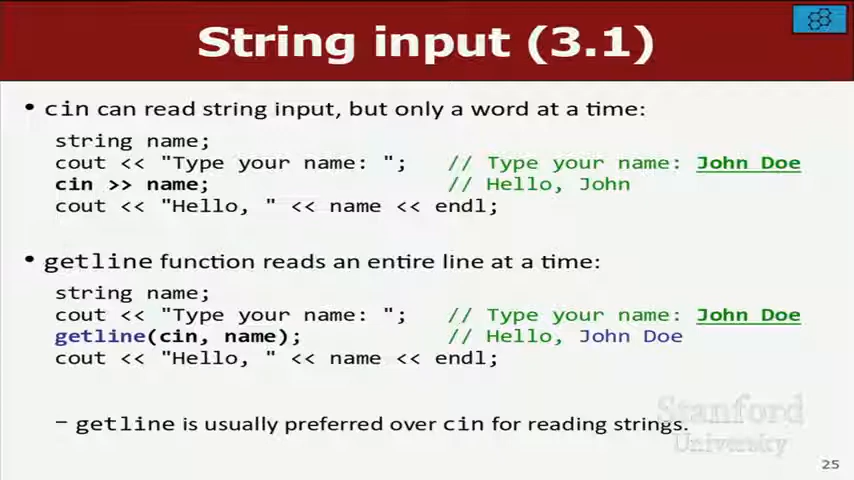 String input (3.1)
• cin can read string input, but only a word at a time:
string name;
cout << "Type your name: ";   // Type your name: John Doe
cin >> name;   // Hello, John
cout << "Hello, " << name << endl;
• getline function reads an entire line at a time:
string name;
cout << "Type your name: ";   // Type your name: John Doe
getline(cin, name);   // Hello, John Doe
cout << "Hello, " << name << endl;
– getline is usually preferred over cin for reading strings.
Stanford
University
25